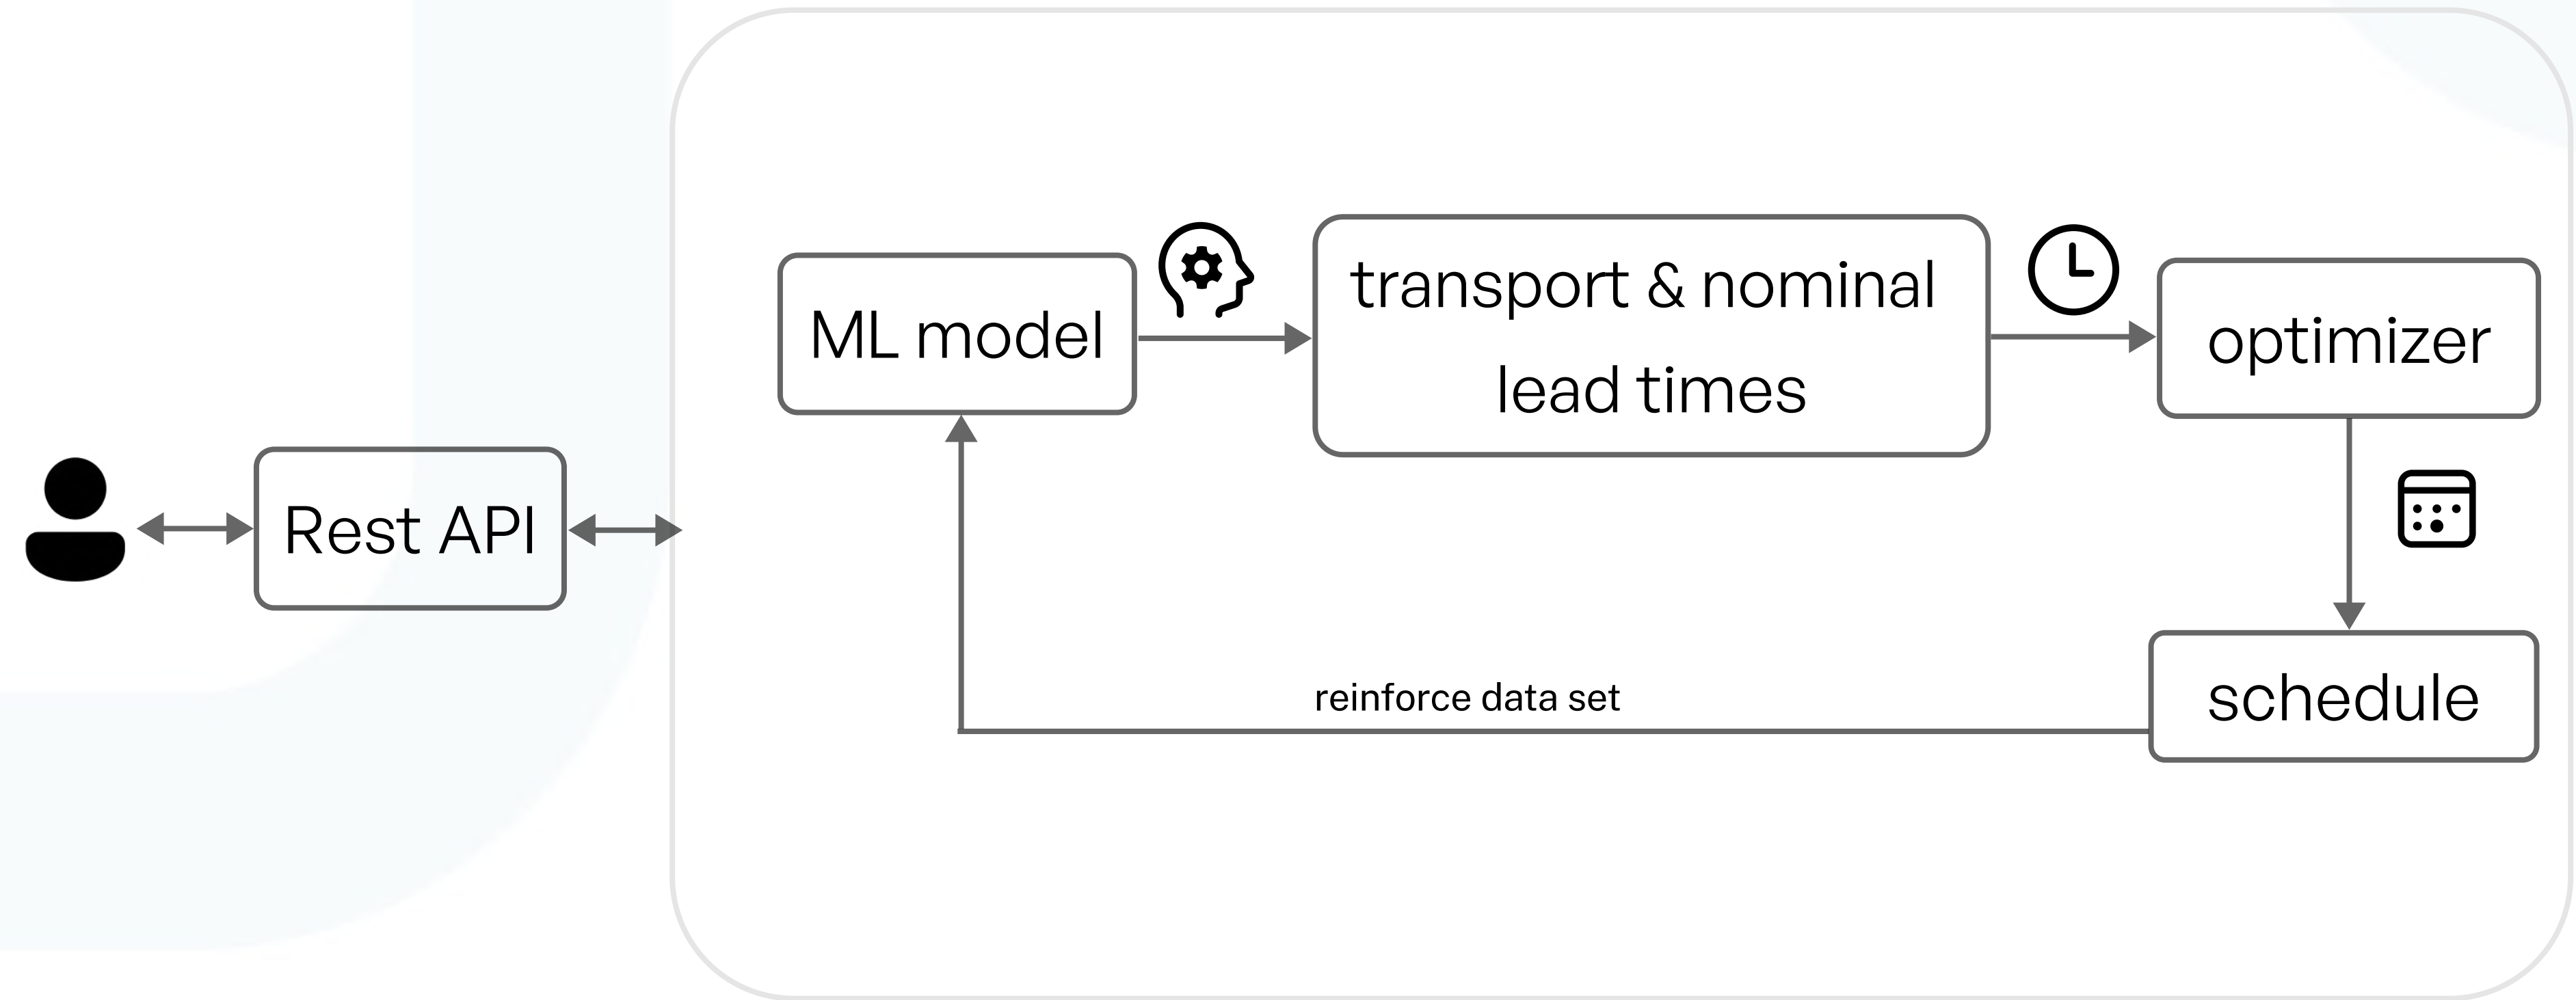 Rest API
ML model
transport & nominal
lead times
optimizer
schedule
reinforce data set